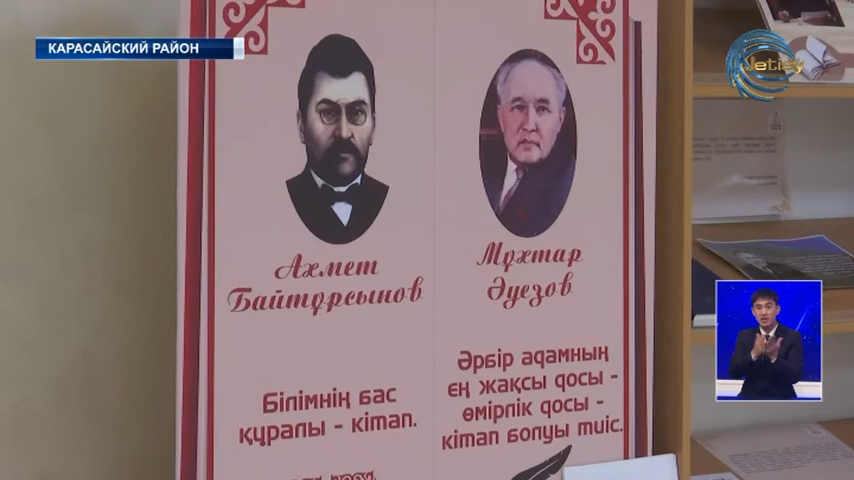 КАРАСАЙСКИЙ РАЙОН
Jetisy
Ахмет
Байтұрсынов
Білімнің бас
құралы - кітап.
Мұхтар
Әуезов
Әрбір адамның
ең жақсы досы -
өмірлік досы -
кітап болуы тиіс.